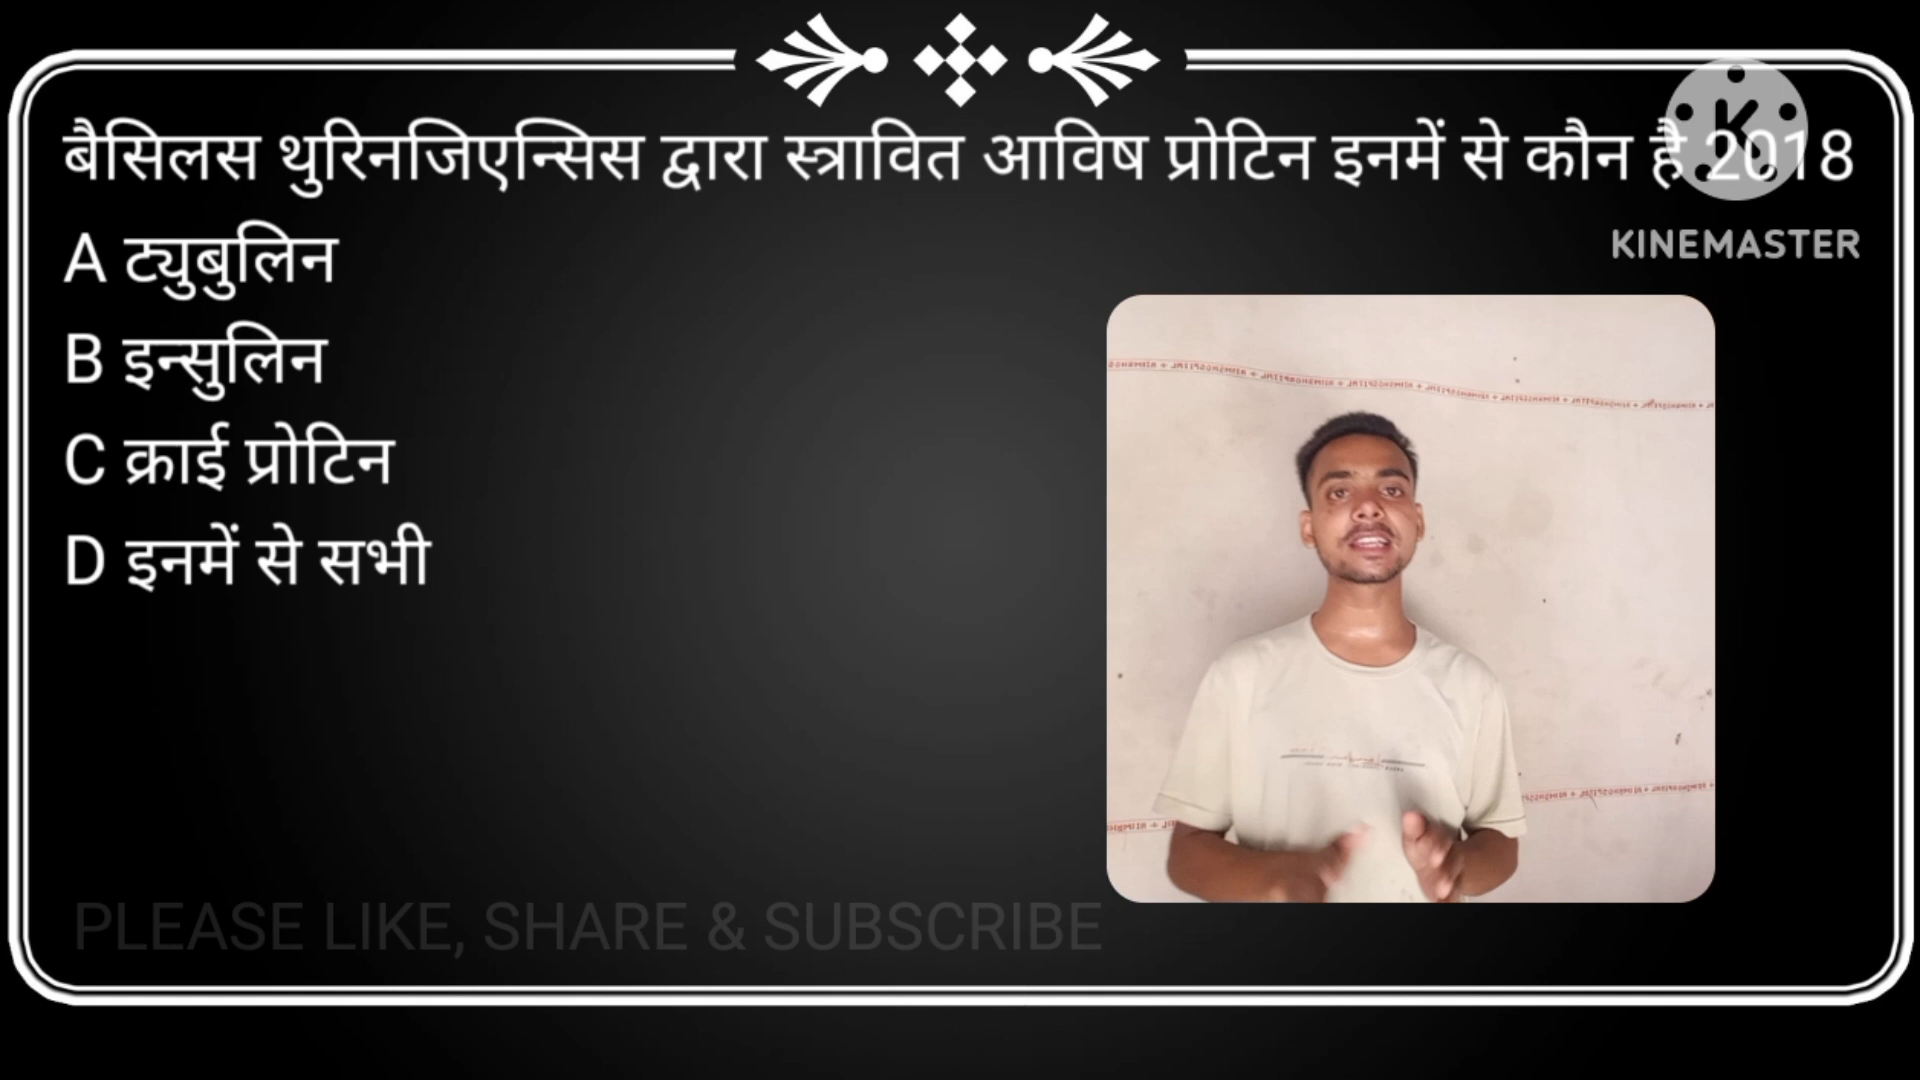 बैसिलस थुरिनजिएन्सिस द्वारा स्त्रावित आविष प्रोटिन इनमें से कौन है 2018
A ट्युबुलिन
B इन्सुलिन
C क्राई प्रोटिन
D इनमें से सभी
KINEMASTER
PLEASE LIKE, SHARE & SUBSCRIBE